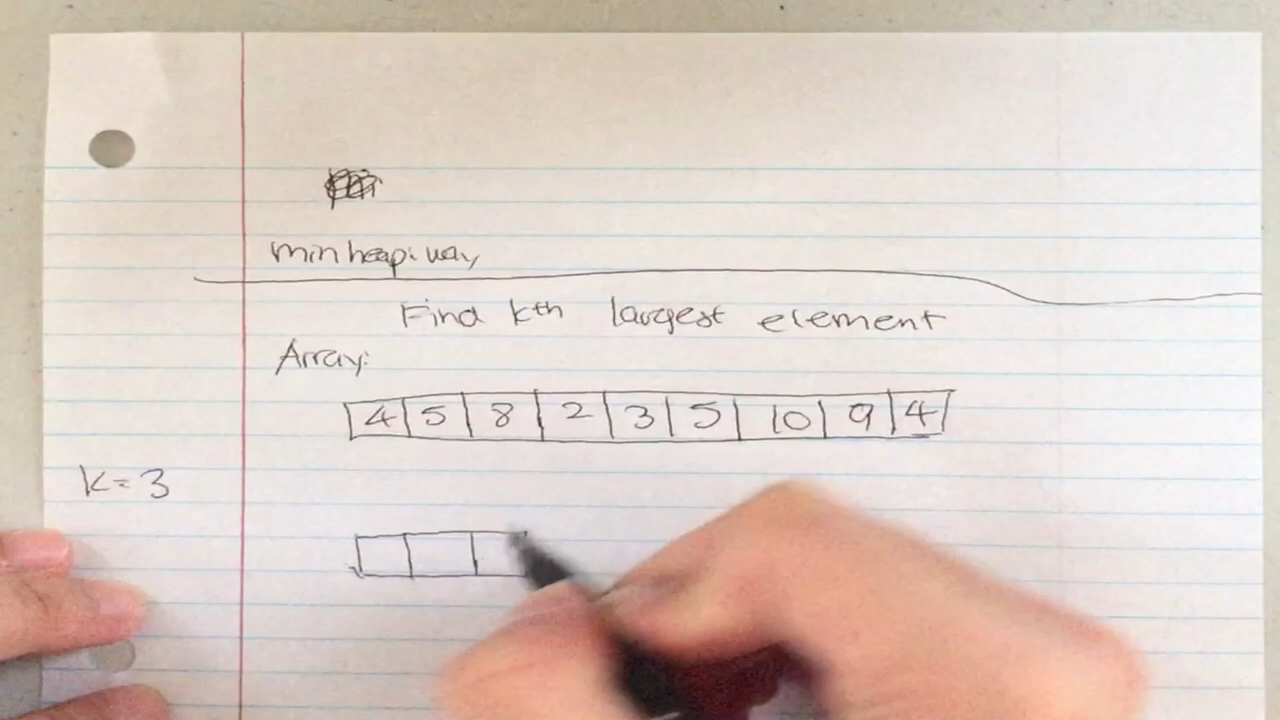 min heap: way
Find kth largest element
Array:
4 5 8 2 3 5 10 9 4
K = 3